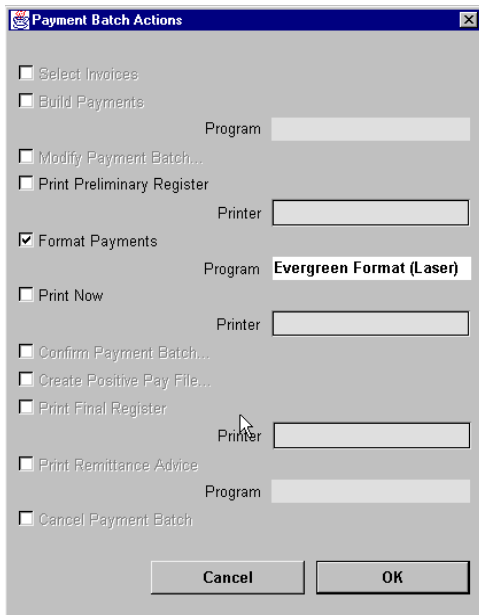 Payment Batch Actions
Select Invoices
Build Payments
Program
Modify Payment Batch...
Print Preliminary Register
Printer
Format Payments
Program Evergreen Format (Laser)
Print Now
Printer
Confirm Payment Batch...
Create Positive Pay File...
Print Final Register
Printer
Print Remittance Advice
Program
Cancel Payment Batch
Cancel OK